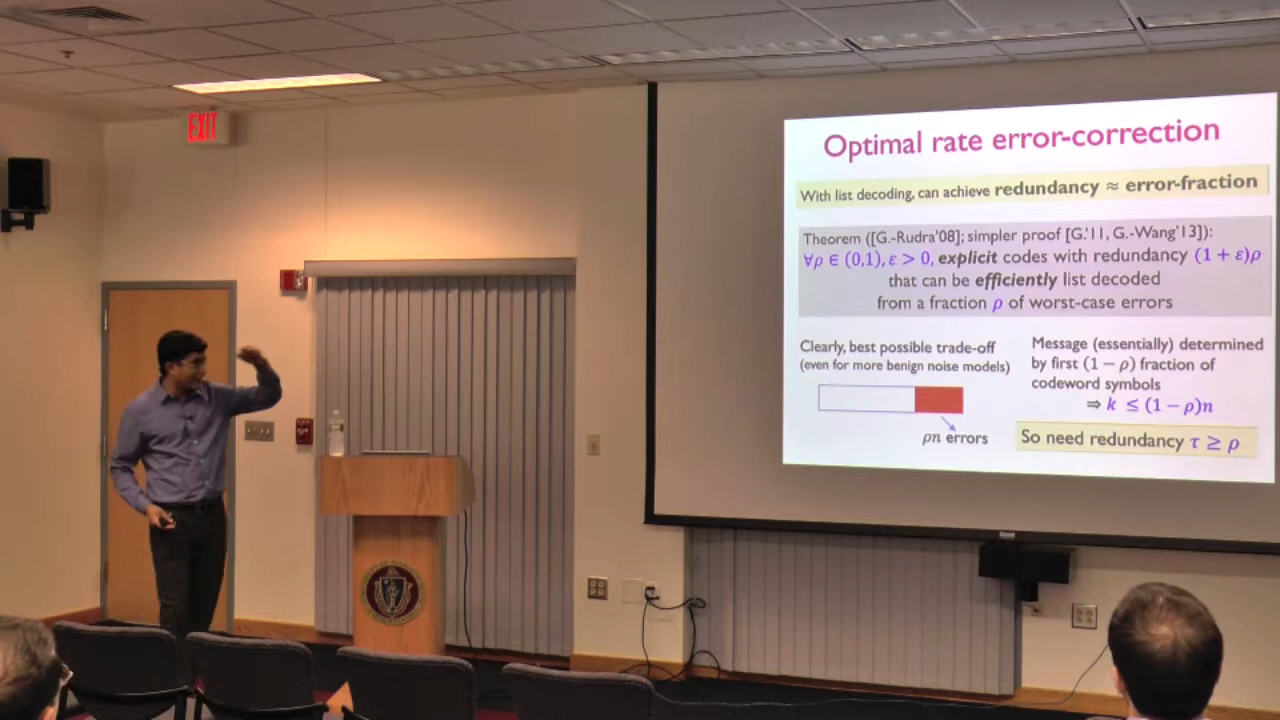 EXIT
Optimal rate error-correction
With list decoding, can achieve redundancy ≈ error-fraction
Theorem ([G.-Rudra'08]; simpler proof [G.'11, G.-Wang'13]):
∀ρ ∈ (0,1), ε > 0, explicit codes with redundancy (1 + ε)ρ
that can be efficiently list decoded
from a fraction ρ of worst-case errors
Clearly, best possible trade-off
(even for more benign noise models)
ρn errors
Message (essentially) determined
by first (1 − ρ) fraction of
codeword symbols
⇒ k ≤ (1 − ρ)n
So need redundancy τ ≥ ρ